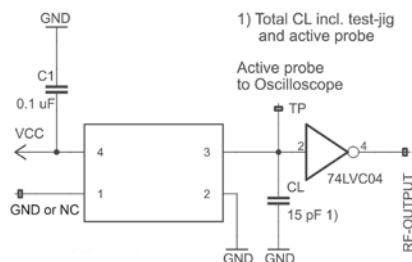 GND
1) Total CL incl. test-jig
and active probe
C1
0.1 uF
Active probe
to Oscilloscope
TP
VCC
4
3
2
4
74LVC04
1
2
GND or NC
CL
15 pF 1)
GND
GND
RF-OUTPUT